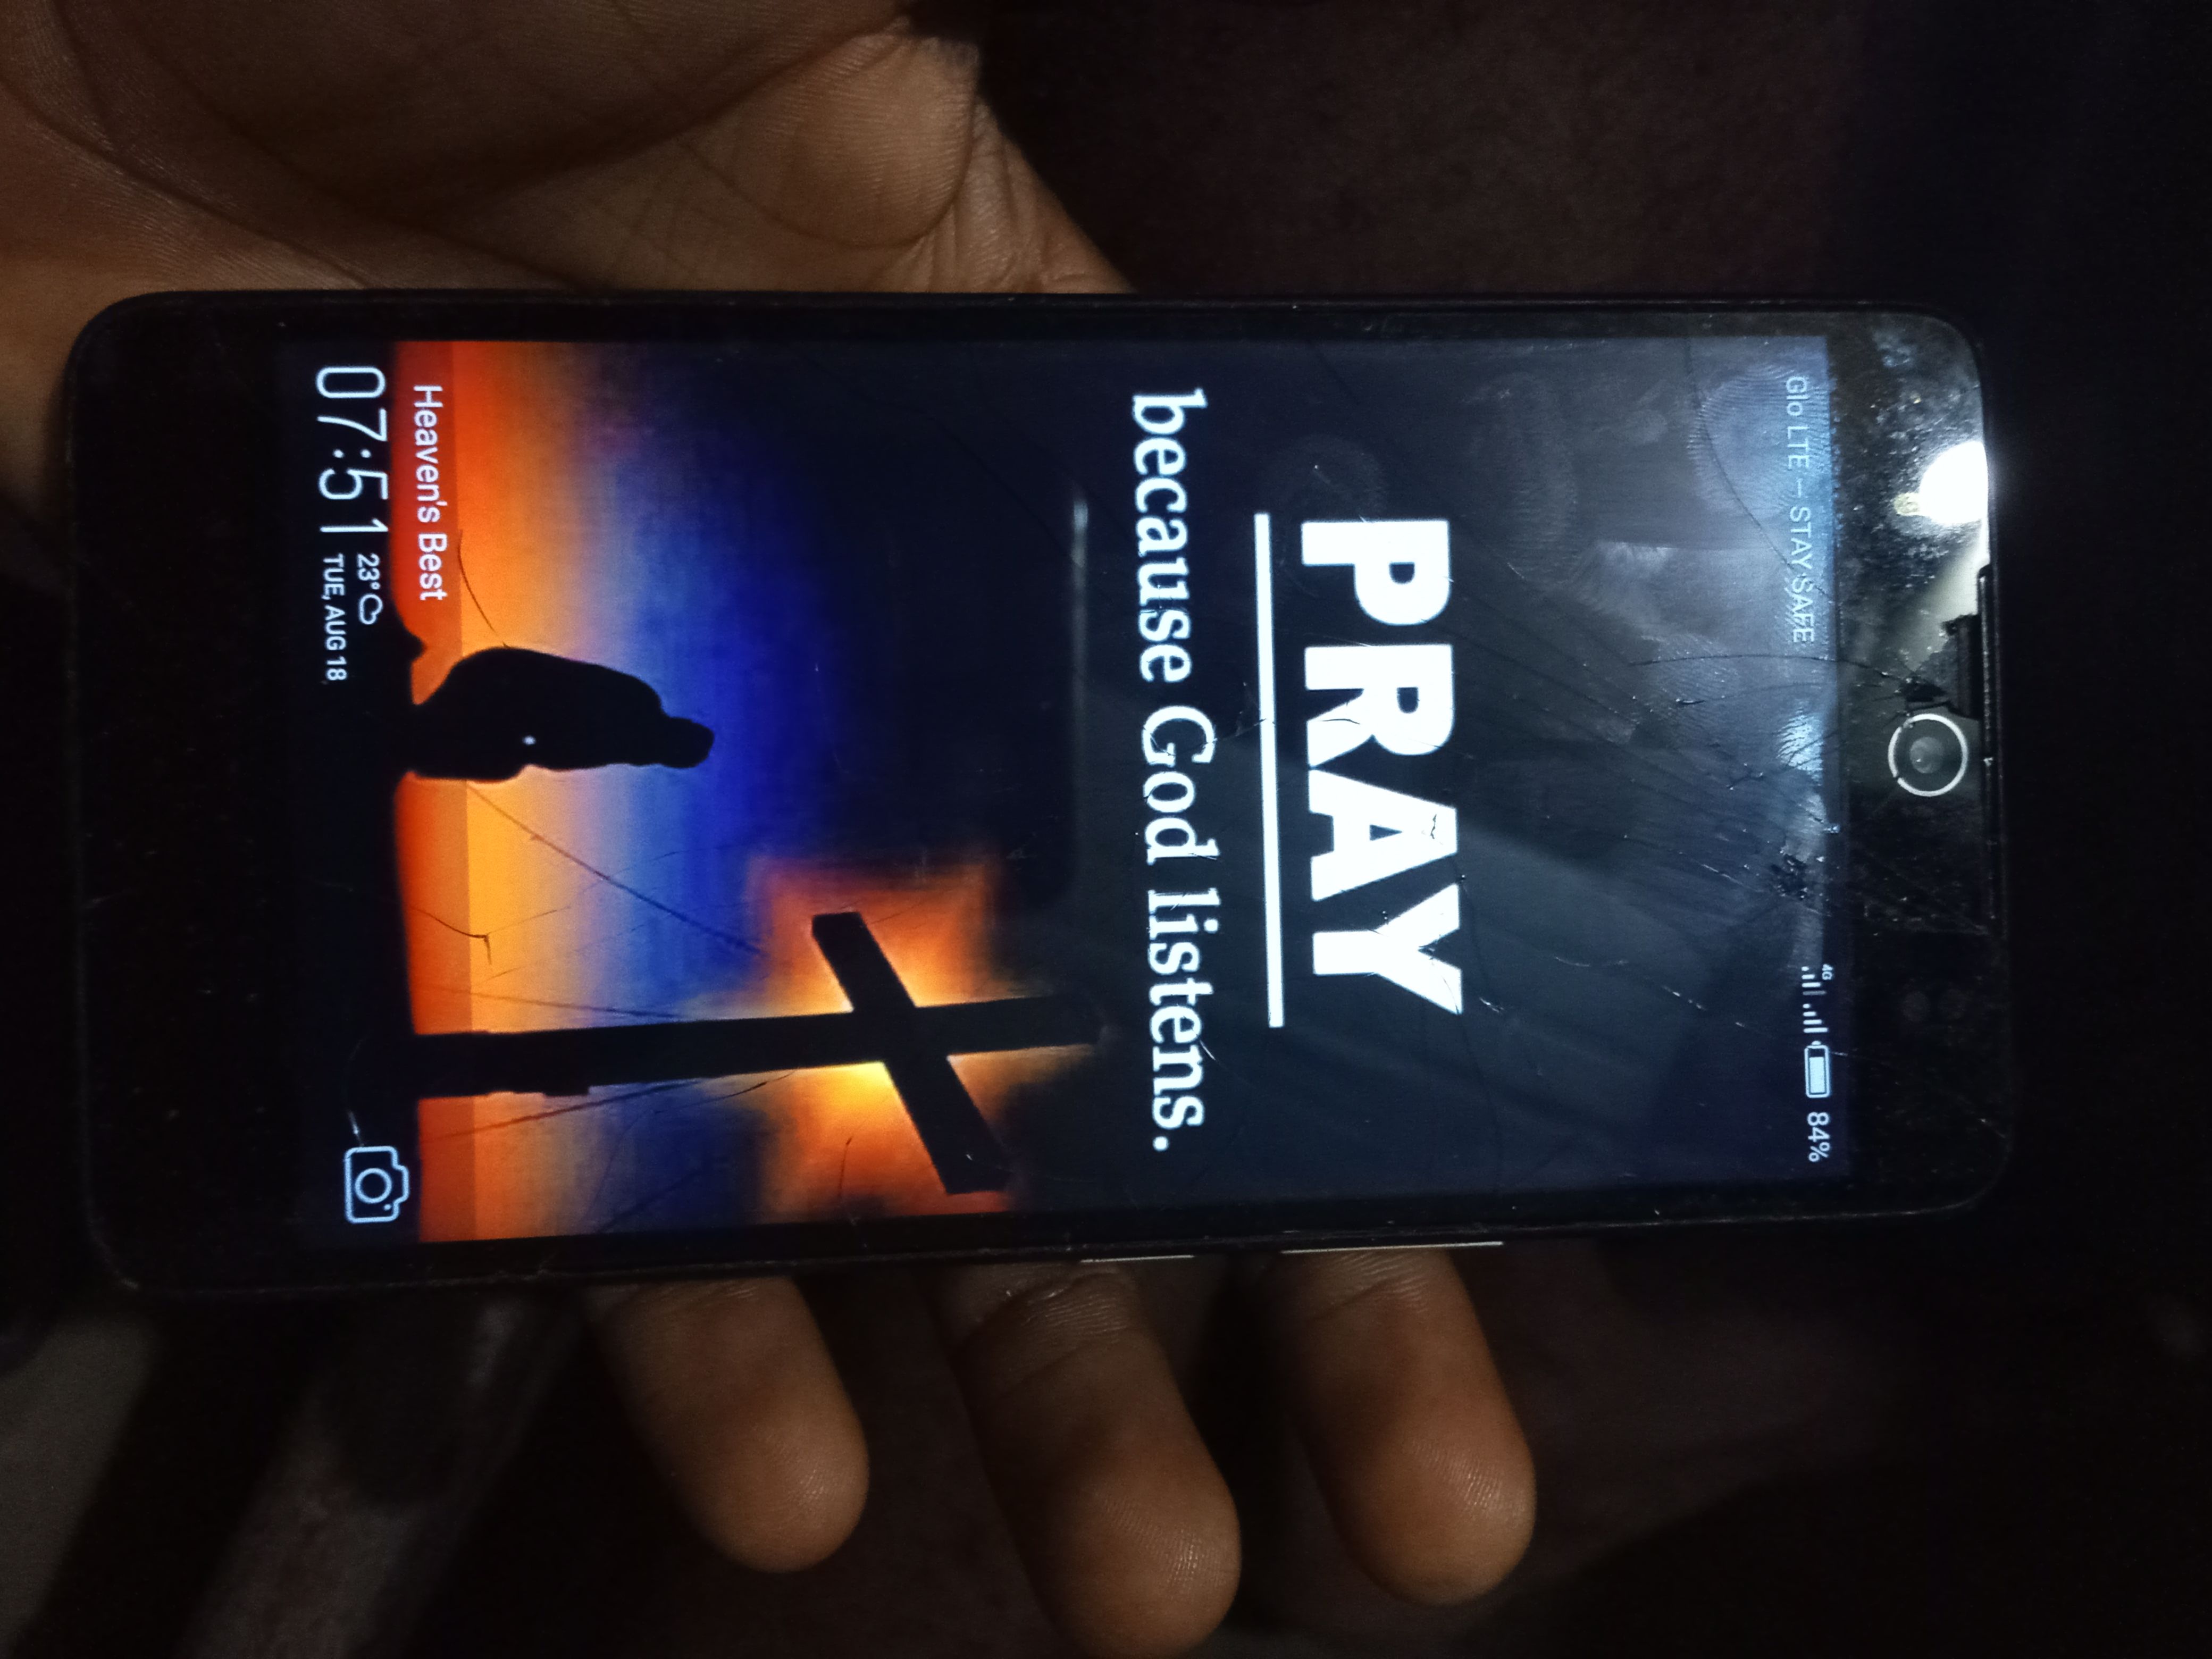 Glo LTE — STAY SAFE
4G
84%
PRAY
because God listens.
Heaven's Best
07:51
23°
TUE, AUG 18